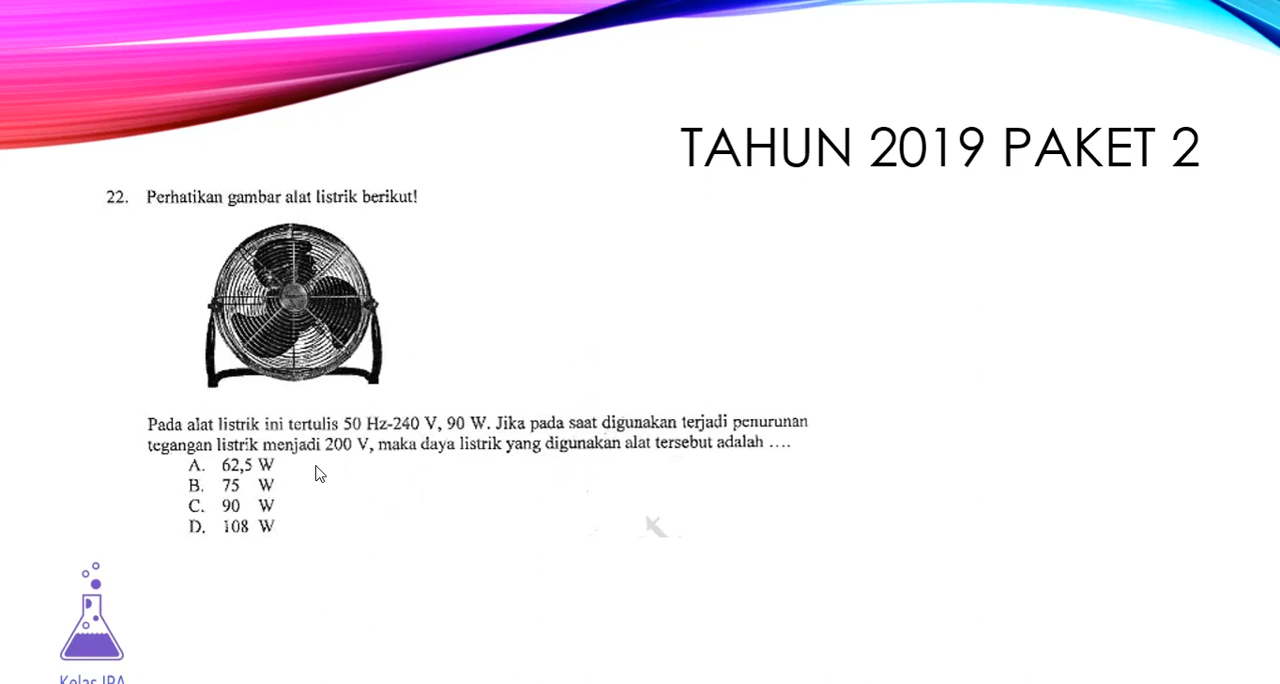 TAHUN 2019 PAKET 2
22. Perhatikan gambar alat listrik berikut!
Pada alat listrik ini tertulis 50 Hz-240 V, 90 W. Jika pada saat digunakan terjadi penurunan
tegangan listrik menjadi 200 V, maka daya listrik yang digunakan alat tersebut adalah ....
A. 62,5 W
B. 75 W
C. 90 W
D. 108 W
Kelas IPA